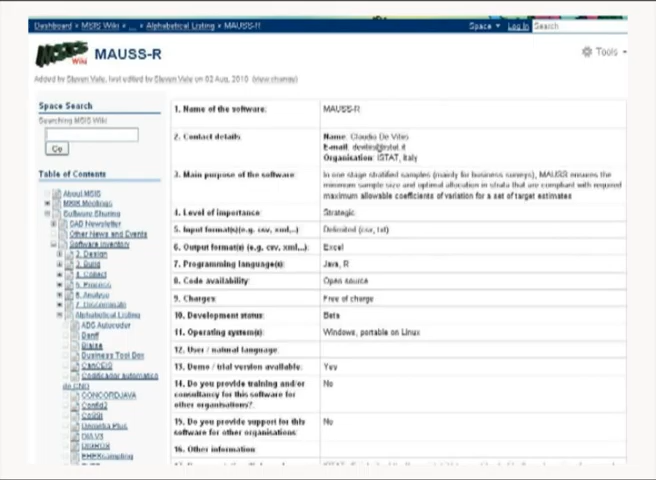 Dashboard > MSIS Wiki > ... > Alphabetical Listing > MAUSS-R
Space Log In Search
MSIS Wiki
MAUSS-R
Tools
Added by Steven Vale, last edited by Steven Vale on 02 Aug, 2010 (view change)
Space Search
Searching MSIS Wiki
Go
Table of Contents
About MSIS
MSIS Meetings
Software Sharing
SAB Newsletter
Other News and Events
Software Inventory
2. Design
3. Build
4. Collect
5. Process
6. Analyse
7. Disseminate
Alphabetical Listing
ADS Autocoder
Banff
Blaise
Business Tool Box
CANCEIS
Codificador automatico
CONCORDJAVA
1. Name of the software: MAUSS-R
2. Contact details Name: Claudia De Vitiis
E-mail: devitiis@istat.it
Organisation: ISTAT, Italy
3. Main purpose of the software: In one stage stratified samples (mainly for business surveys), MAUSS ensures the
minimum sample size and optimal allocation in strata that are compliant with required
maximum allowable coefficients of variation for a set of target estimates
4. Level of importance: Strategic
5. Input format(s)(e.g. csv, xml,..): Delimited (csv, txt)
6. Output format(s) (e.g. csv, xml,..): Excel
7. Programming language(s): Java, R
8. Code availability: Open source
9. Charges: Free of charge
10. Development status: Beta
11. Operating system(s): Windows, portable on Linux
12. User / natural language:
13. Demo / trial version available: Yes
14. Do you provide training and/or No
consultancy for this software for
other organisations?
15. Do you provide support for this No
software for other organisations:
16. Other information